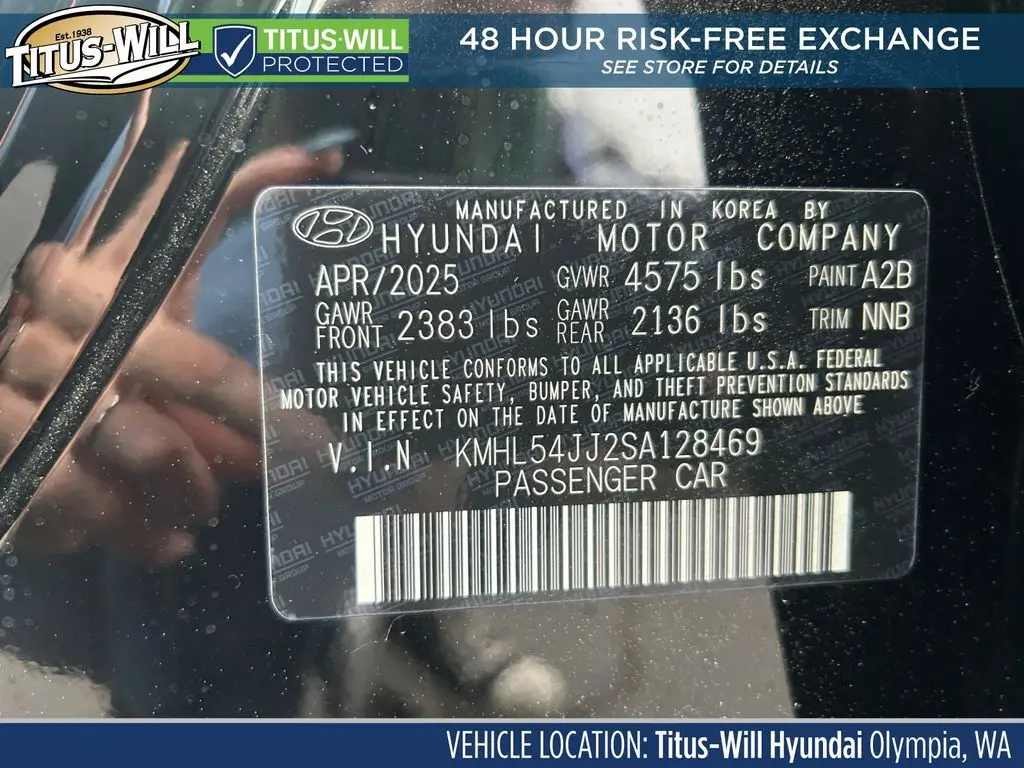 Est. 1938
TITUS-WILL
TITUS-WILL
PROTECTED
48 HOUR RISK-FREE EXCHANGE
SEE STORE FOR DETAILS
MANUFACTURED IN KOREA BY
HYUNDAI MOTOR COMPANY
APR/2025 GVWR 4575 lbs PAINT A2B
GAWR FRONT 2383 lbs GAWR REAR 2136 lbs TRIM NNB
THIS VEHICLE CONFORMS TO ALL APPLICABLE U.S.A. FEDERAL
MOTOR VEHICLE SAFETY, BUMPER, AND THEFT PREVENTION STANDARDS
IN EFFECT ON THE DATE OF MANUFACTURE SHOWN ABOVE
V.I.N KMHL54JJ2SA128469
PASSENGER CAR
VEHICLE LOCATION: Titus-Will Hyundai Olympia, WA